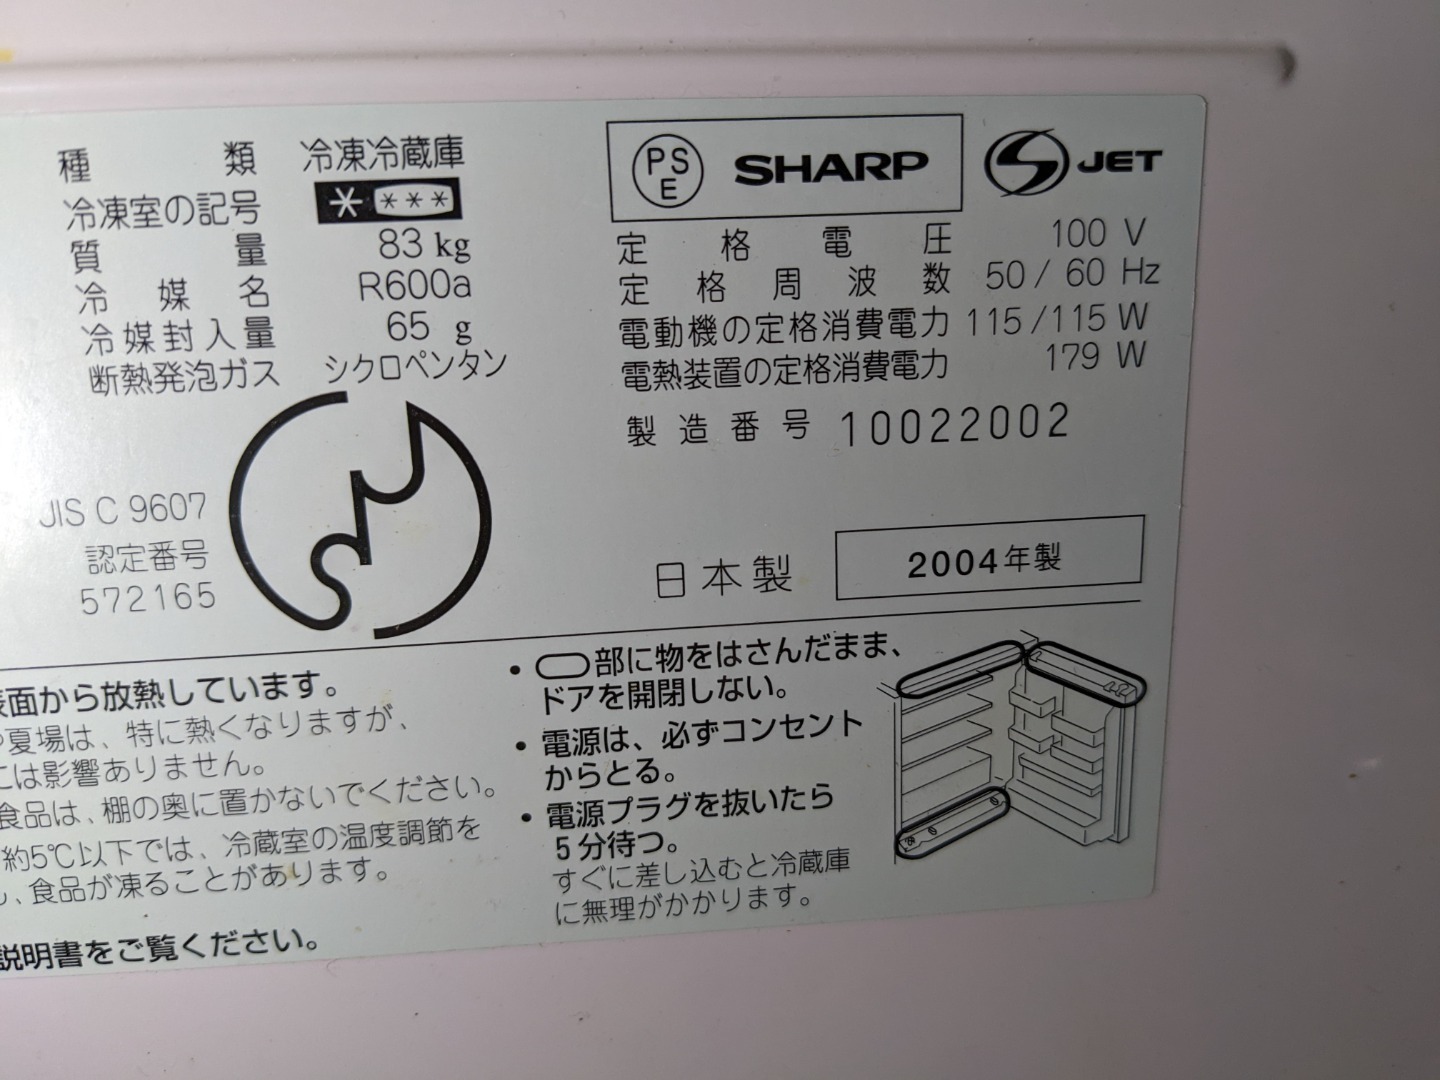 種類 冷凍冷蔵庫
冷凍室の記号
質量 83 kg
冷媒名 R600a
冷媒封入量 65 g
断熱発泡ガス シクロペンタン
JIS C 9607
認定番号
572165
PS
E
SHARP
JET
定格電圧 100 V
定格周波数 50 / 60 Hz
電動機の定格消費電力 115 /115 W
電熱装置の定格消費電力 179 W
製造番号 10022002
日本製
2004年製
表面から放熱しています。
夏場は、特に熱くなりますが、
には影響ありません。
食品は、棚の奥に置かないでください。
約5℃以下では、冷蔵室の温度調節を
、食品が凍ることがあります。
説明書をご覧ください。
・ 部に物をはさんだまま、
ドアを開閉しない。
・電源は、必ずコンセント
からとる。
・電源プラグを抜いたら
5分待つ。
すぐに差し込むと冷蔵庫
に無理がかかります。